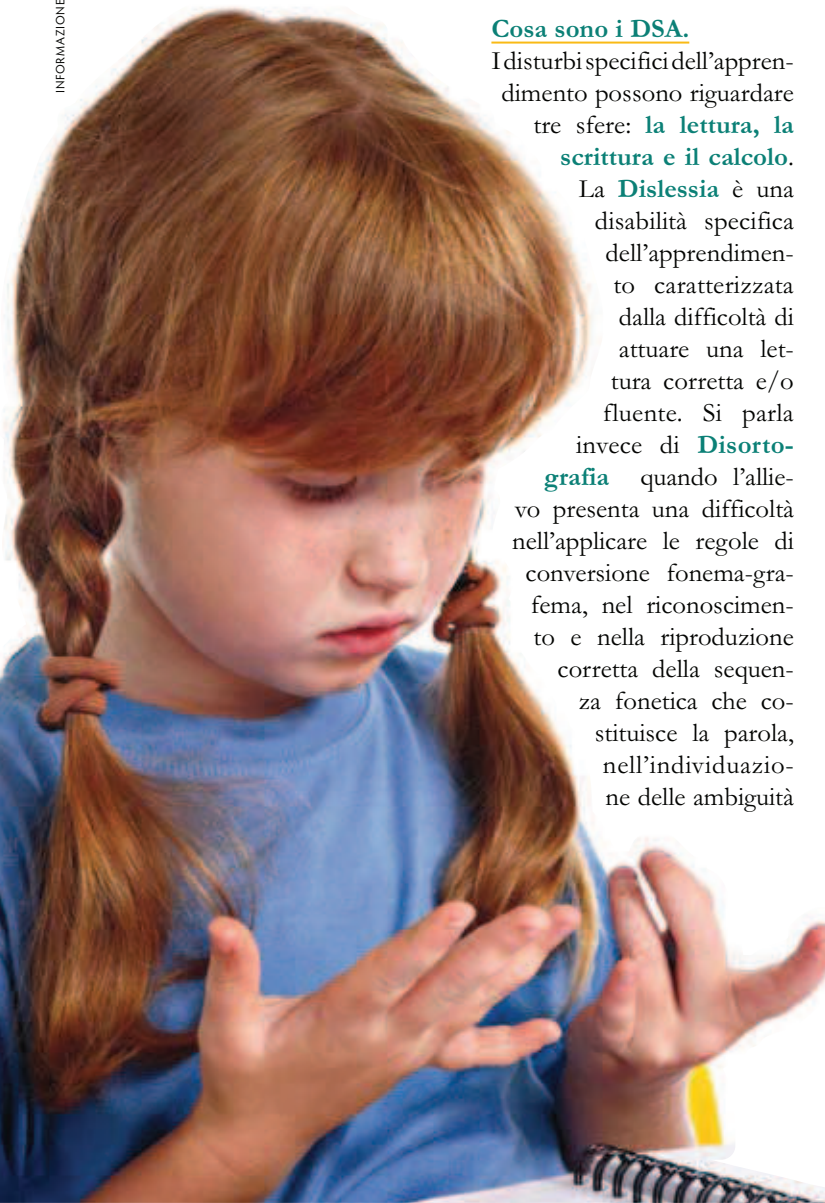 INFORMAZIONE
Cosa sono i DSA.
I disturbi specifici dell'appren-
dimento possono riguardare
tre sfere: la lettura, la
scrittura e il calcolo.
La Dislessia è una
disabilità specifica
dell'apprendimen-
to caratterizzata
dalla difficoltà di
attuare una let-
tura corretta e/o
fluente. Si parla
invece di Disorto-
grafia quando l'allie-
vo presenta una difficoltà
nell'applicare le regole di
conversione fonema-gra-
fema, nel riconoscimen-
to e nella riproduzione
corretta della sequen-
za fonetica che co-
stituisce la parola,
nell'individuazio-
ne delle ambiguità